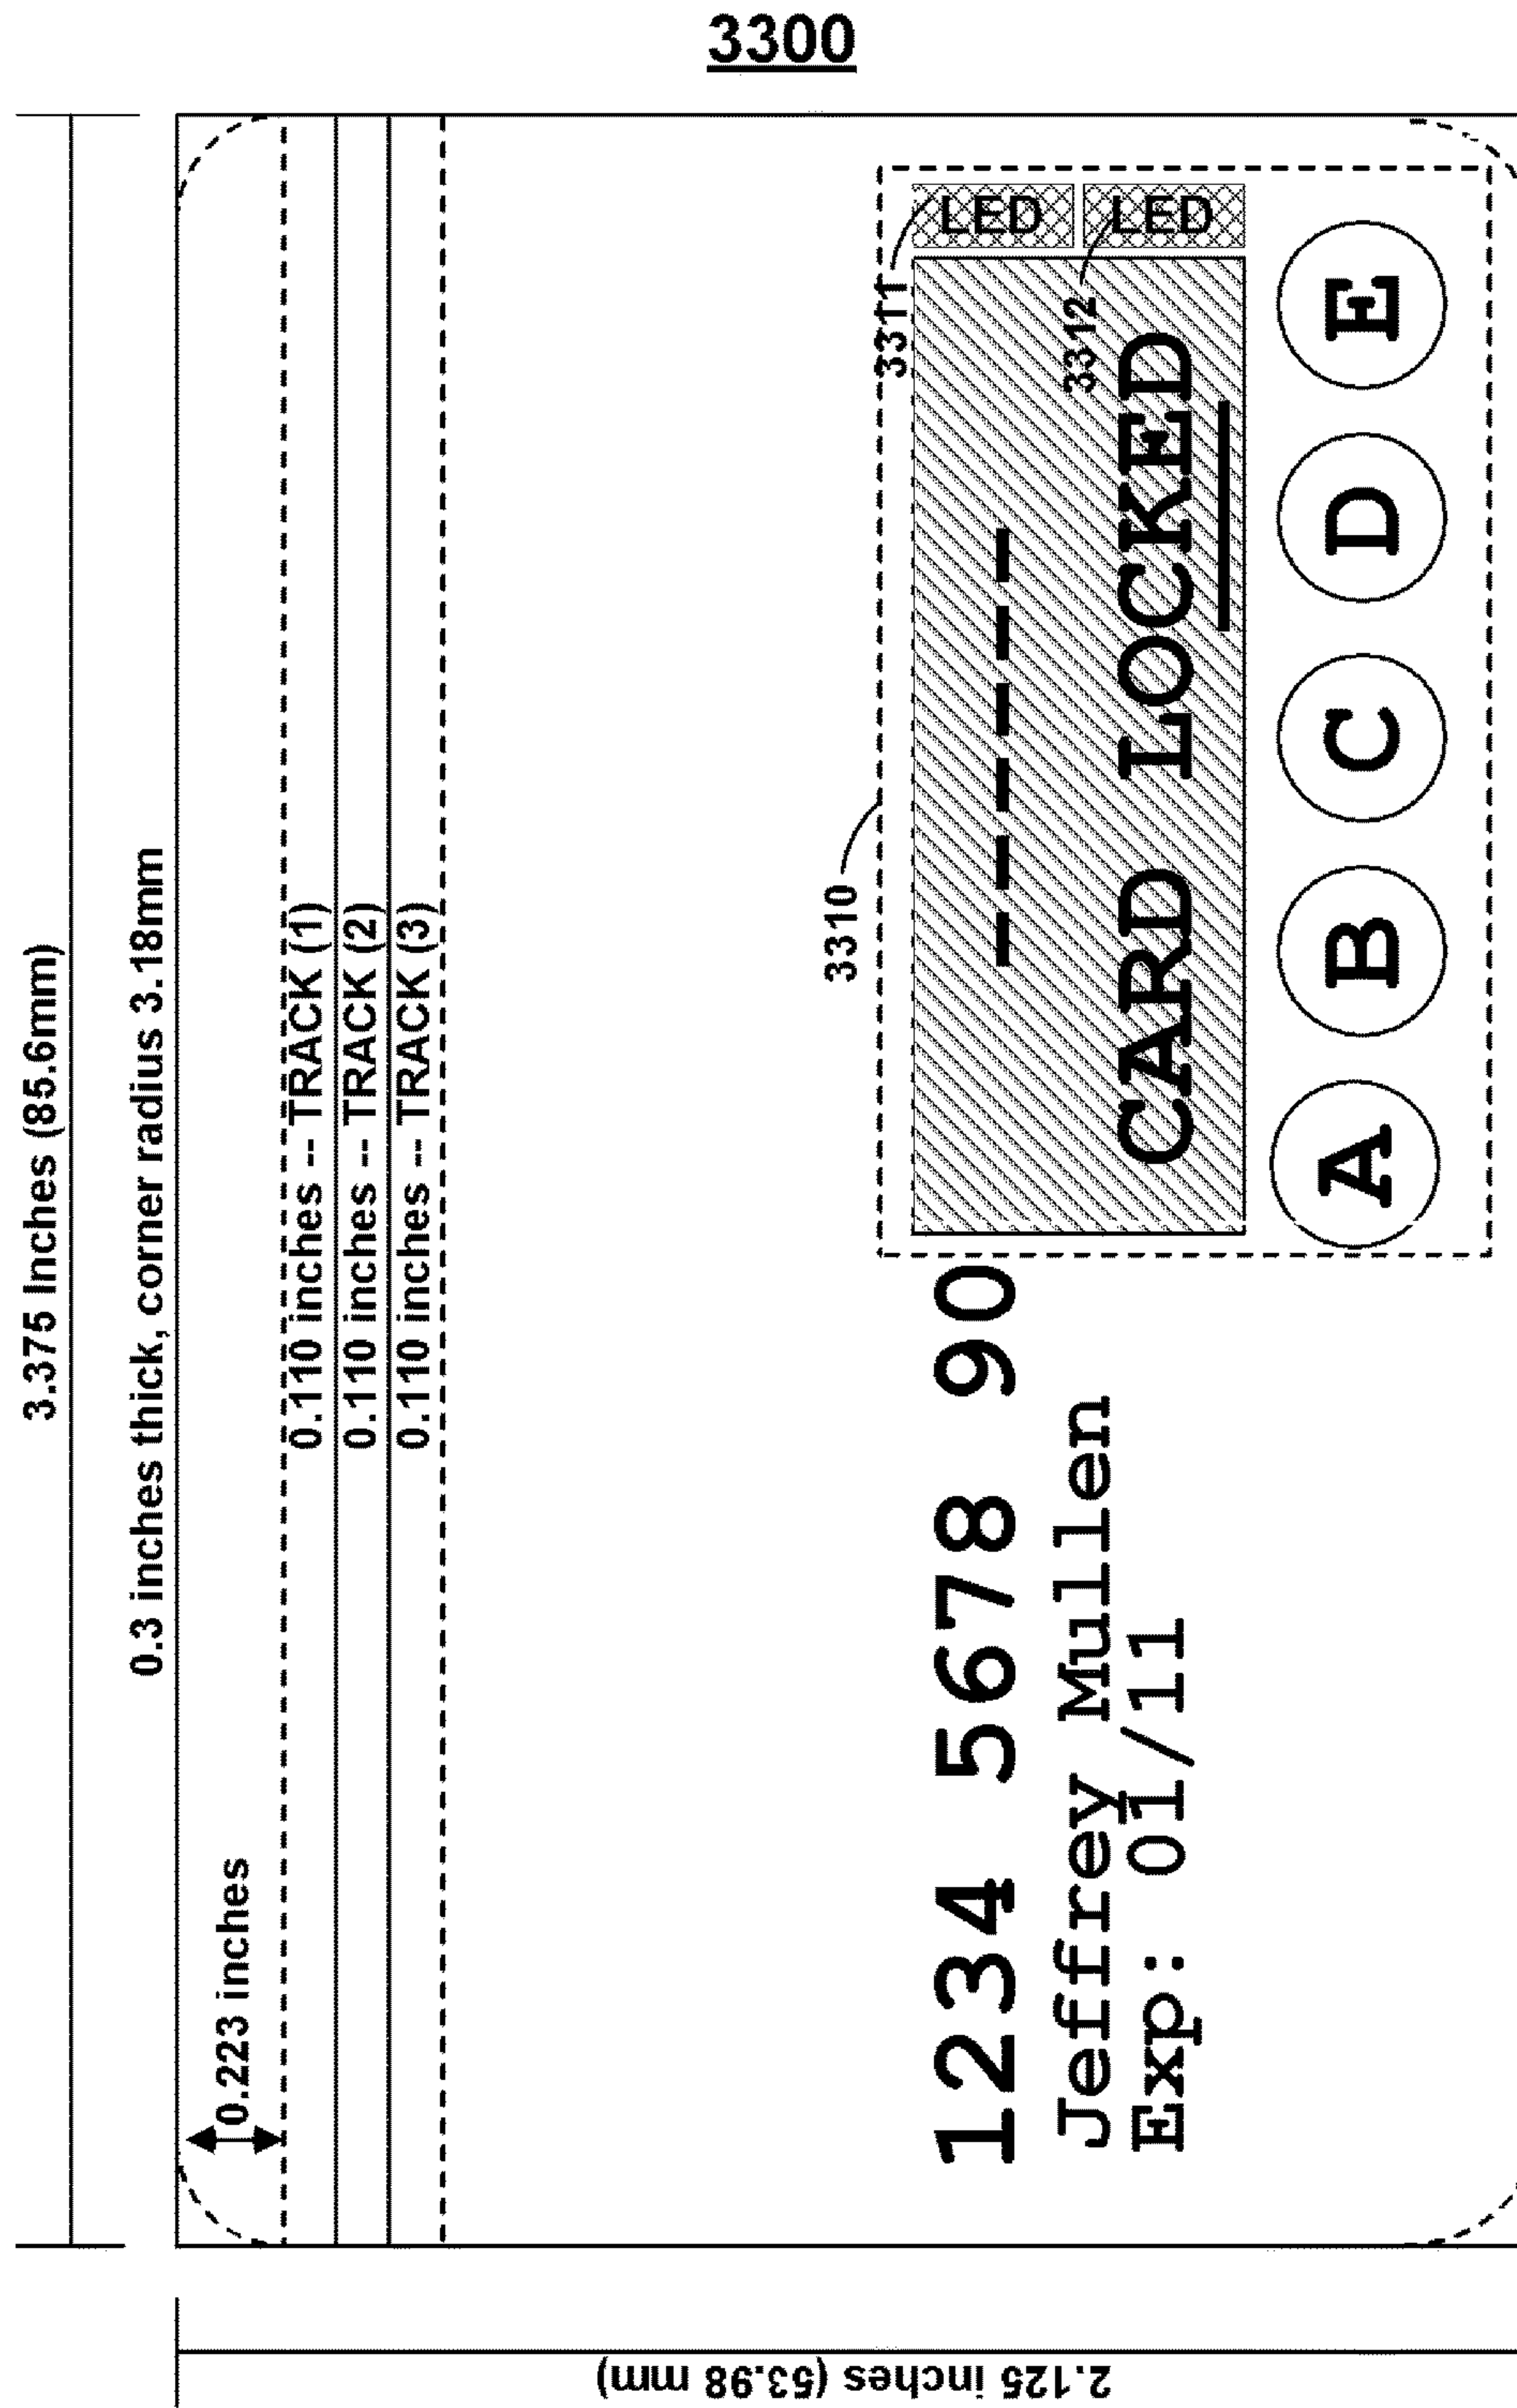 3300
3.375 Inches (85.6mm)
0.3 inches thick, corner radius 3.18mm
0.223 inches
0.110 inches -- TRACK (1)
0.110 inches -- TRACK (2)
0.110 inches -- TRACK (3)
2.125 inches (53.98 mm)
3310
3311
LED
3312
LED
1234 5678 90
------
Jeffrey Mullen
CARD LOCKED
Exp: 01/11
A B C D E